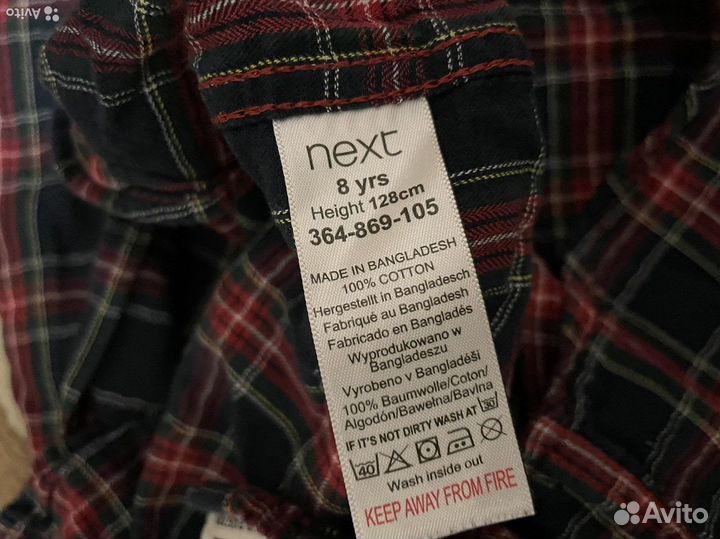 Avito
next
8 yrs
Height 128cm
364-869-105
MADE IN BANGLADESH
100% COTTON
Hergestellt in Bangladesch
Fabriqué au Bangladesh
Fabricado en Bangladés
Wyprodukowano w
Bangladeszu
Vyrobeno v Bangladéši
100% Baumwolle/Coton/
Algodón/Bawełna/Bavlna
IF IT'S NOT DIRTY WASH AT 30
40
Wash inside out
KEEP AWAY FROM FIRE
Avito